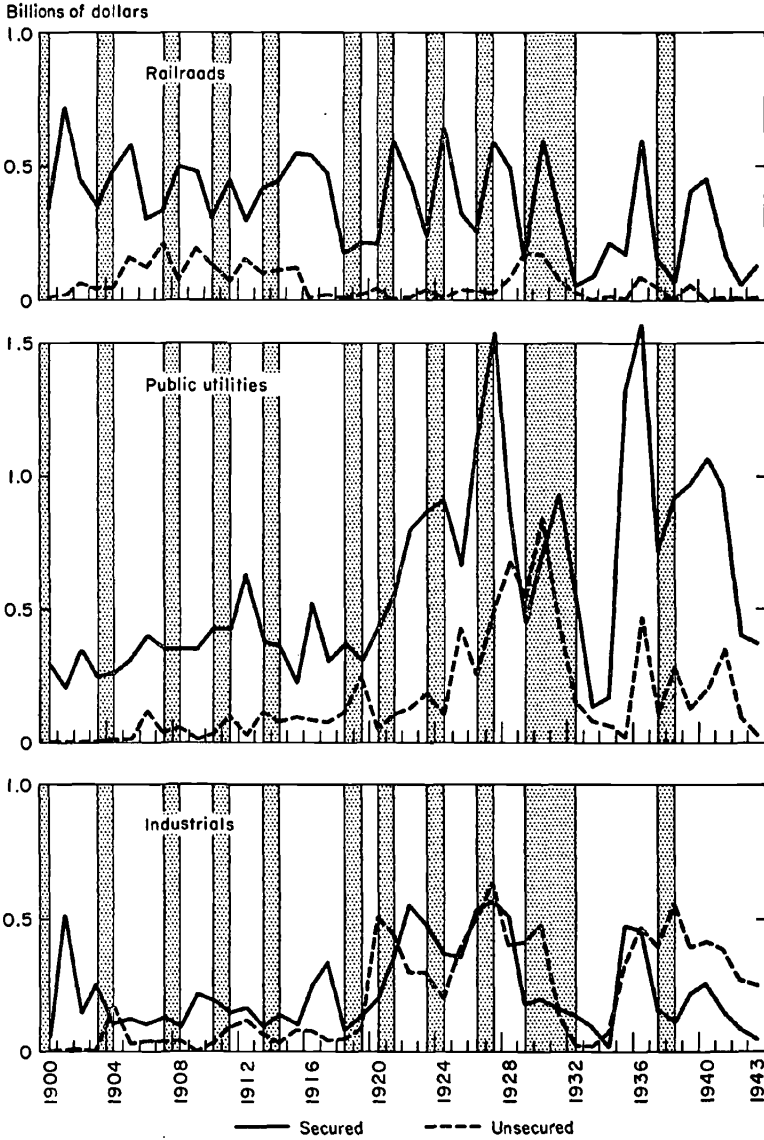 Billions of dollars
1.0
Railroads
0.5
0
1.5
Public utilities
1.0
0.5
0
1.0
Industrials
0.5
0
1900 1904 1908 1912 1916 1920 1924 1928 1932 1936 1940 1943
Secured Unsecured